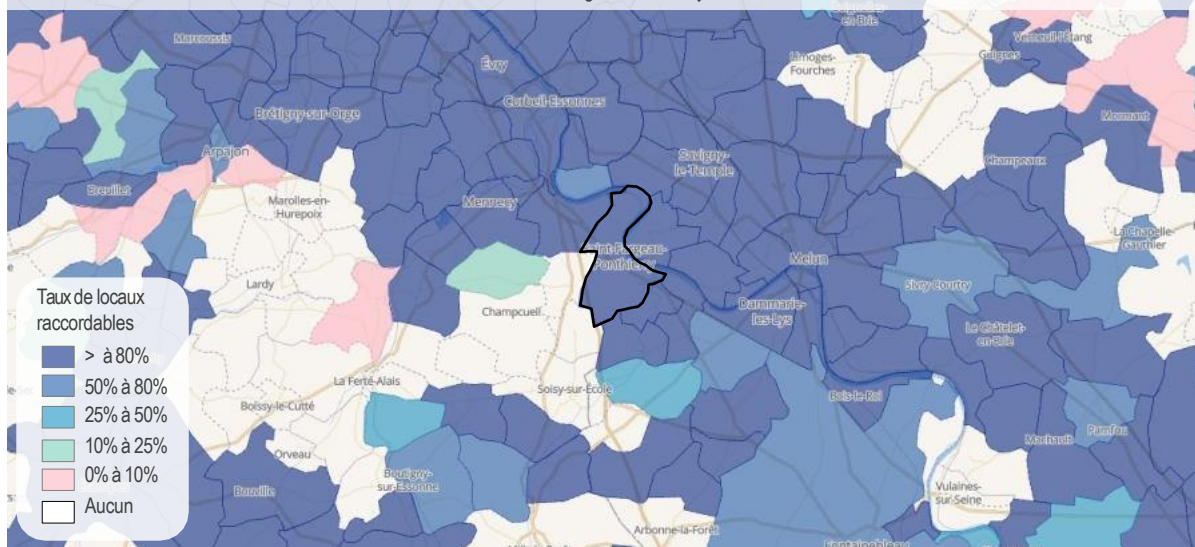 Marcoussis
Évry
Limoges-
Fourches
Verneuil-l'Étang
Guignes
Corbeil-Essonnes
Brétigny-sur-Orge
Mormant
Arpajon
Savigny-
le-Temple
Champeaux
Breuillet
Marolles-en-
Hurepoix
Mennecy
La Chapelle-
Gauthier
Saint-Fargeau-
Ponthierry
Melun
Lardy
Sivry-Courtry
Champcueil
Dammarie-
les-Lys
Le Châtelet-
en-Brie
Taux de locaux
raccordables
> à 80%
50% à 80%
25% à 50%
10% à 25%
0% à 10%
Aucun
La Ferté-Alais
Soisy-sur-École
Bois-le-Roi
Boissy-le-Cutté
Machault
Pamfou
Orveau
Boutigny-
sur-Essonne
Bouville
Vulaines-
sur-Seine
Arbonne-la-Forêt
Fontainebleau